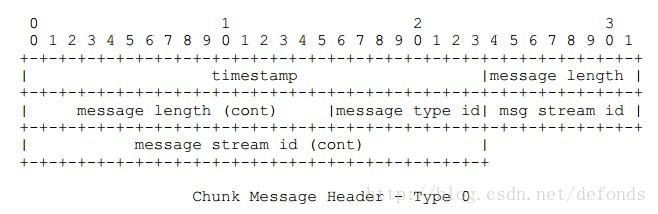 0                   1                   2                   3
0 1 2 3 4 5 6 7 8 9 0 1 2 3 4 5 6 7 8 9 0 1 2 3 4 5 6 7 8 9 0 1
+-+-+-+-+-+-+-+-+-+-+-+-+-+-+-+-+-+-+-+-+-+-+-+-+-+-+-+-+-+-+-+-+
|                   timestamp                   |message length |
+-+-+-+-+-+-+-+-+-+-+-+-+-+-+-+-+-+-+-+-+-+-+-+-+-+-+-+-+-+-+-+-+
|     message length (cont)     |message type id| msg stream id |
+-+-+-+-+-+-+-+-+-+-+-+-+-+-+-+-+-+-+-+-+-+-+-+-+-+-+-+-+-+-+-+-+
|           message stream id (cont)            |
+-+-+-+-+-+-+-+-+-+-+-+-+-+-+-+-+-+-+-+-+-+-+-+-+
Chunk Message Header - Type 0
http://blog.csdn.net/defonds